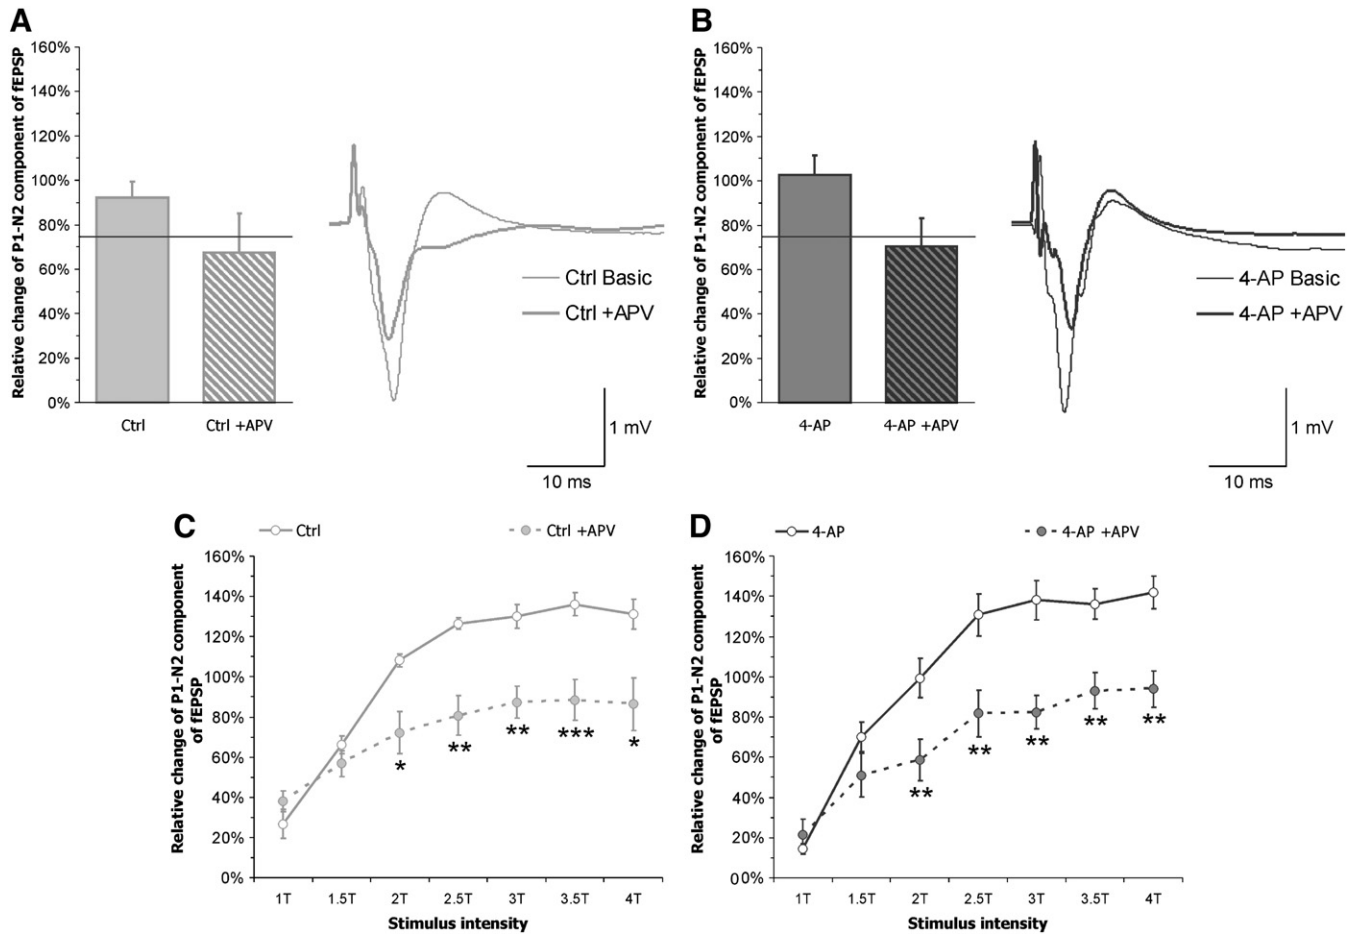 A
Relative change of P1-N2 component of fEPSP
160%
140%
120%
100%
80%
60%
40%
20%
0%
Ctrl
Ctrl +APV
Ctrl Basic
Ctrl +APV
1 mV
10 ms
B
Relative change of P1-N2 component of fEPSP
160%
140%
120%
100%
80%
60%
40%
20%
0%
4-AP
4-AP +APV
4-AP Basic
4-AP +APV
1 mV
10 ms
C
Ctrl
Ctrl +APV
Relative change of P1-N2 component
of fEPSP
160%
140%
120%
100%
80%
60%
40%
20%
0%
*
**
**
***
*
1T
1.5T
2T
2.5T
3T
3.5T
4T
Stimulus intensity
D
4-AP
4-AP +APV
Relative change of P1-N2 component
of fEPSP
160%
140%
120%
100%
80%
60%
40%
20%
00%
**
**
**
**
**
1T
1.5T
2T
2.5T
3T
3.5T
4T
Stimulus intensity